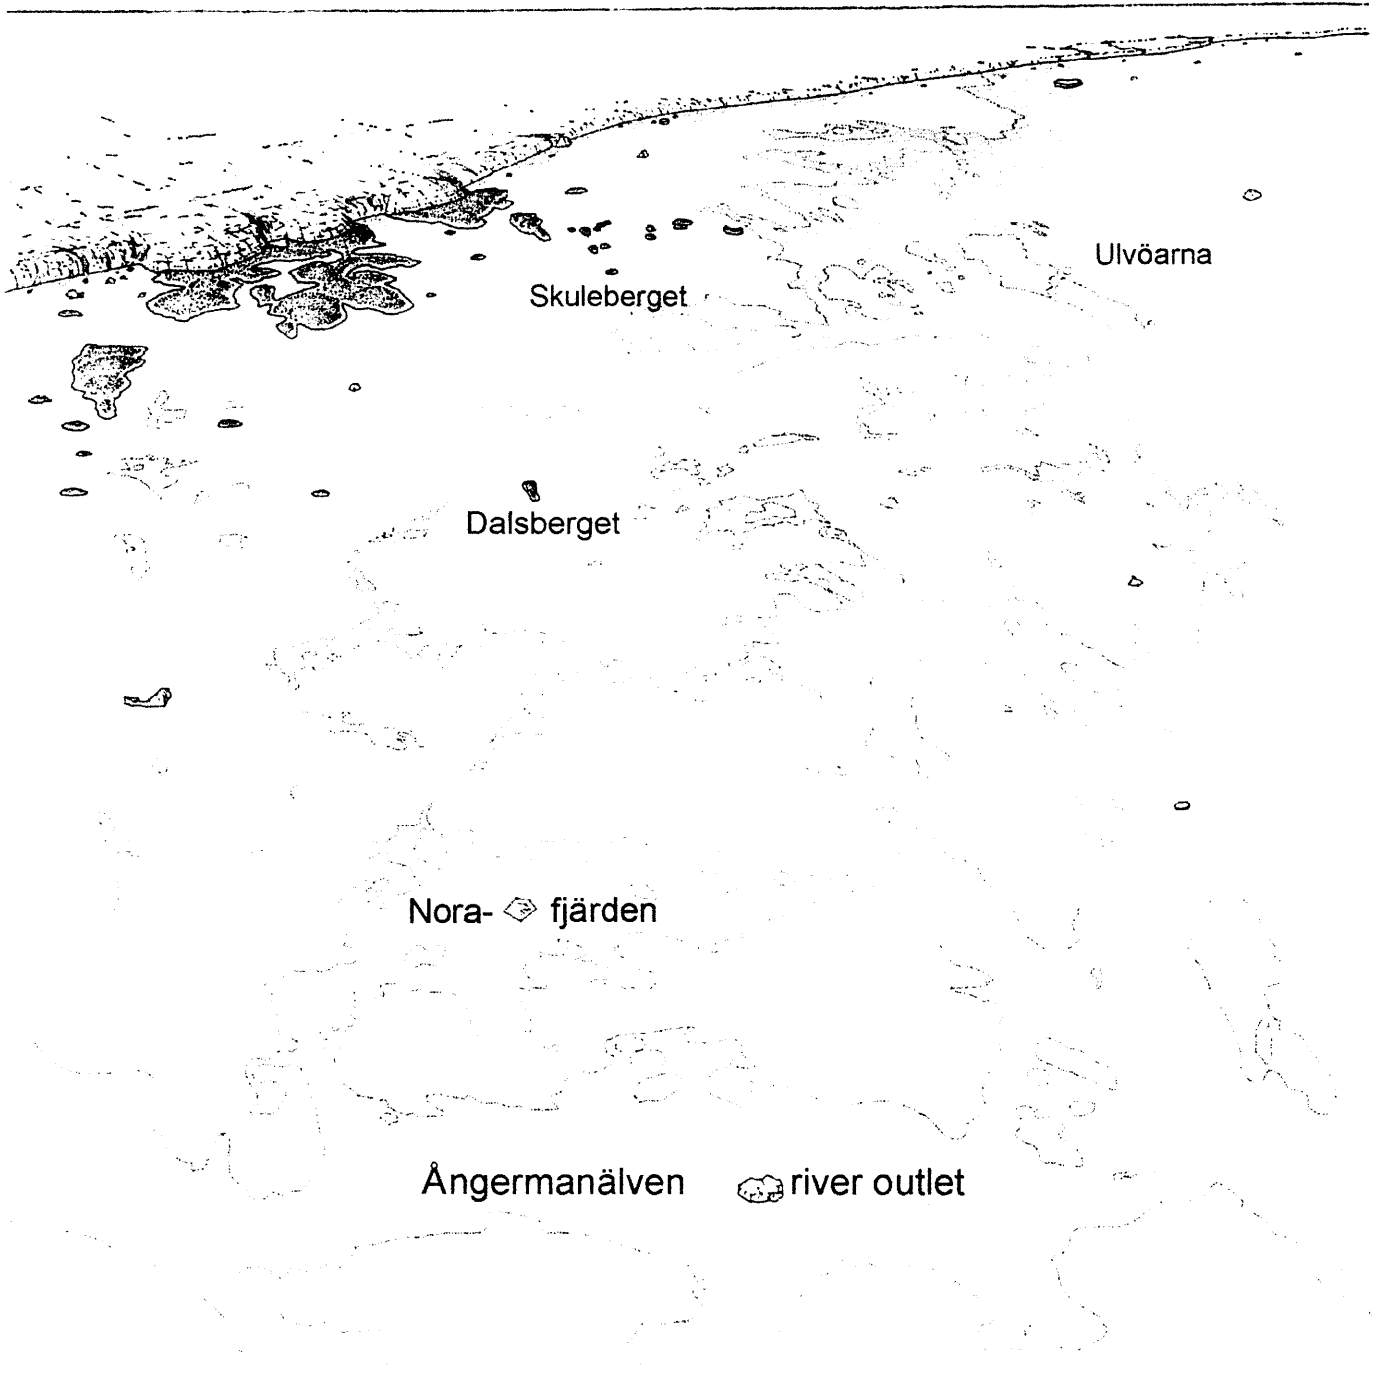 Ulvöarna
Skuleberget
Dalsberget
Nora- fjärden
Ångermanälven river outlet